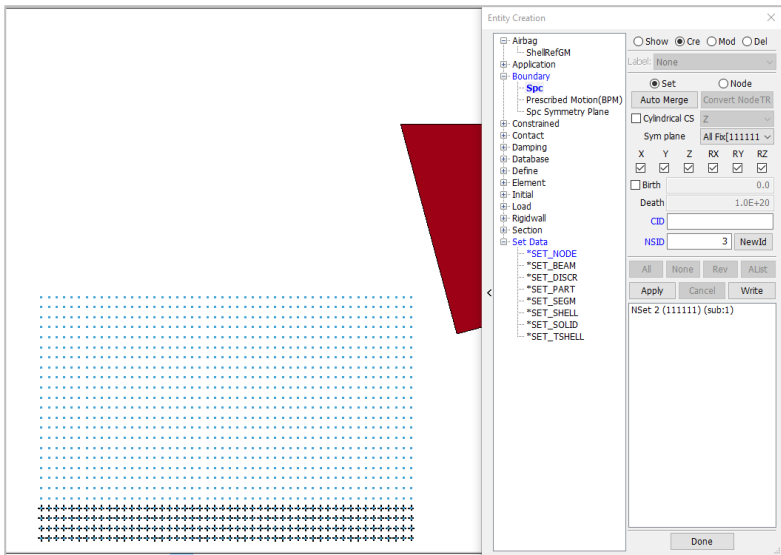 Entity Creation
Airbag
ShellRefGM
Application
Boundary
Spc
Prescribed Motion(BPM)
Spc Symmetry Plane
Constrained
Contact
Damping
Database
Define
Element
Initial
Load
Rigidwall
Section
Set Data
*SET_NODE
*SET_BEAM
*SET_DISCR
*SET_PART
*SET_SEGM
*SET_SHELL
*SET_SOLID
*SET_TSHELL
<
Show Cre Mod Del
Label: None
Set Node
Auto Merge Convert NodeTR
Cylindrical CS Z
Sym plane All Fix[111111
X Y Z RX RY RZ
Birth 0.0
Death 1.0E+20
CID
NSID 3 NewId
All None Rev AList
Apply Cancel Write
NSet 2 (111111) (sub:1)
Done